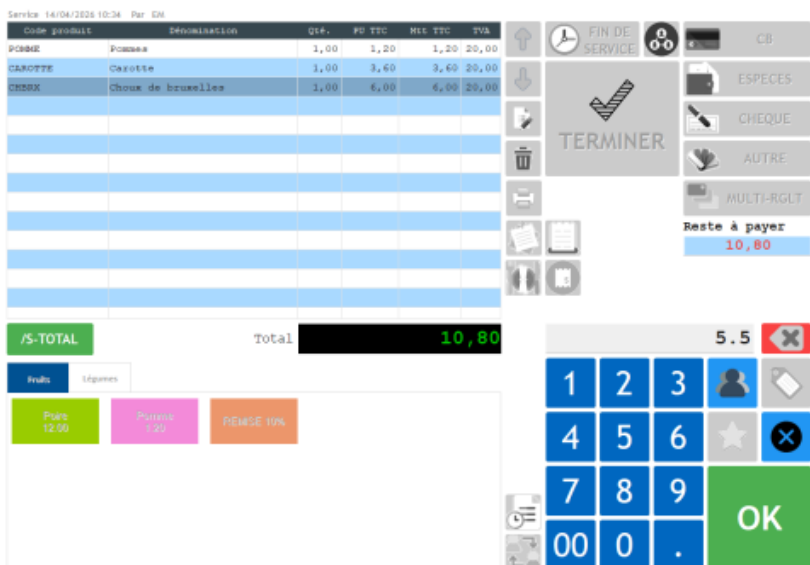 Service 14/04/2026 10:34 Par EM
Code produit Dénomination Qté. PU TTC Mtt TTC TVA
POMME Pommes 1,00 1,20 1,20 20,00
CAROTTE Carotte 1,00 3,60 3,60 20,00
CHBRX Choux de bruxelles 1,00 6,00 6,00 20,00
FIN DE
SERVICE
TERMINER
CB
ESPECES
CHEQUE
AUTRE
MULTI-RGLT
Reste à payer
10,80
/S-TOTAL Total 10,80
5.5
Fruits Légumes
Poire
12.00
Pomme
1.20
REMISE 10%
1 2 3
4 5 6
7 8 9
00 0 .
OK